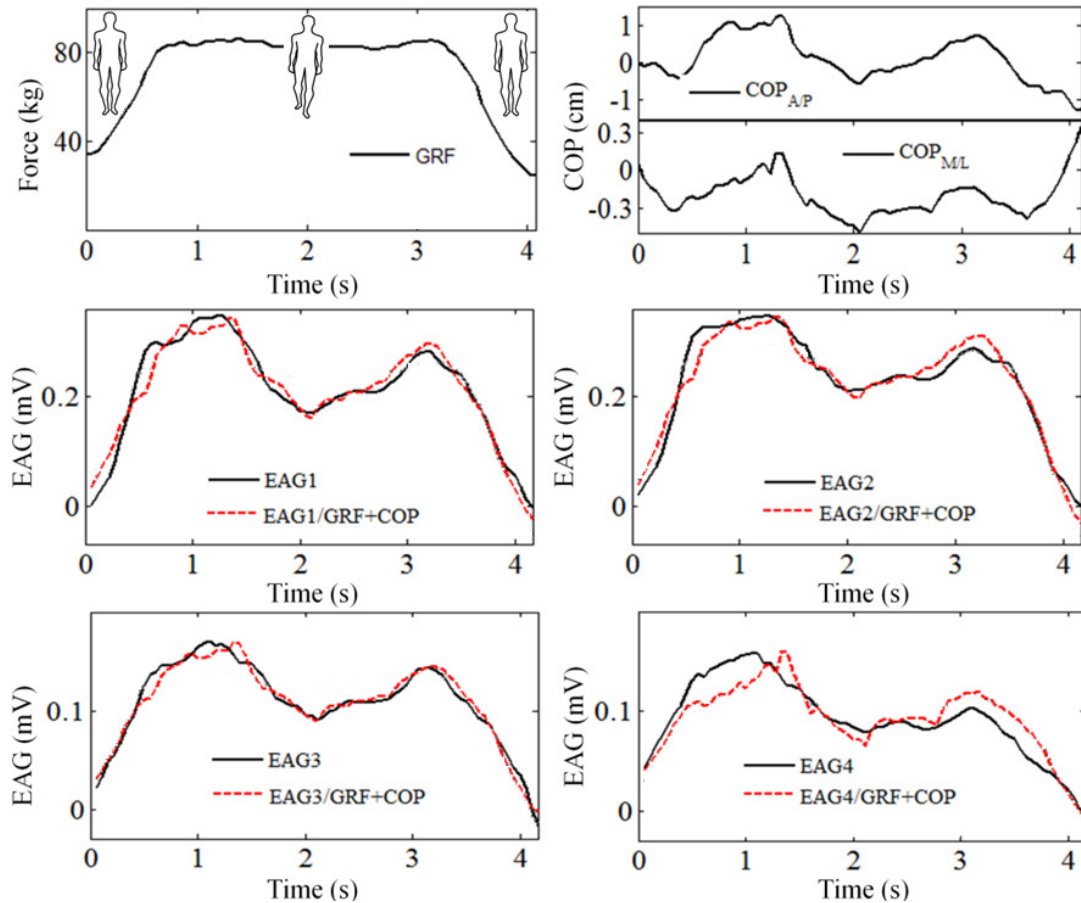 Force (kg)
80
40
GRF
0 1 2 3 4
Time (s)
COP (cm)
1
0
-1
COP A/P
0.3
0
-0.3
COP M/L
0 1 2 3 4
Time (s)
EAG (mV)
0.2
0
EAG1
EAG1/GRF+COP
0 1 2 3 4
Time (s)
EAG (mV)
0.2
0
EAG2
EAG2/GRF+COP
0 1 2 3 4
Time (s)
EAG (mV)
0.1
0
EAG3
EAG3/GRF+COP
0 1 2 3 4
Time (s)
EAG (mV)
0.1
0
EAG4
EAG4/GRF+COP
0 1 2 3 4
Time (s)